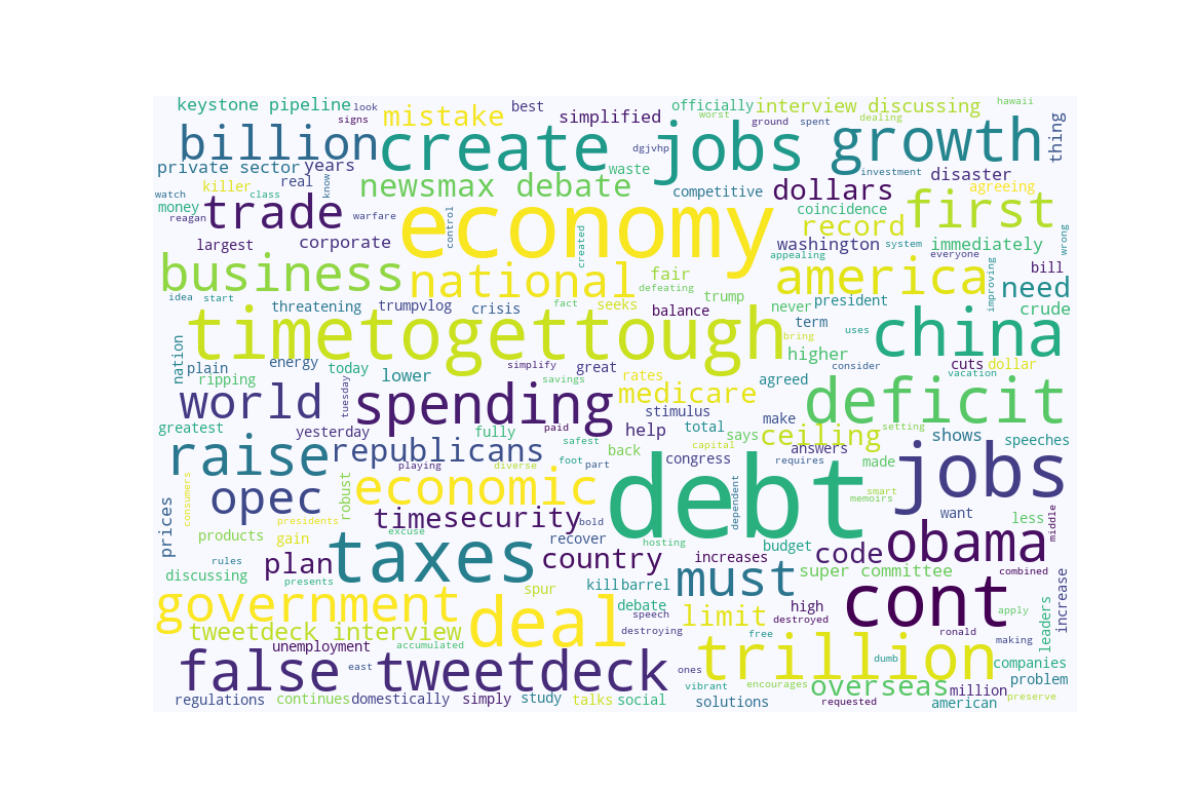 keystone pipeline look mistake best simplified officially interview discussing hawaii
signs worst ground spent dealing thing
billion create jobs growth
private sector years dgjvhp waste investment
killer real know newsmax debate competitive dollars disaster agreeing
watch class money reagan trade warfare control economy coincidence record first
largest corporate created washington system immediately wrong
appealing everyone
business national fair defeating america improving bill need
idea start threatening trumpvlog crisis fact seeks trump balance never president crude
timetogettough term uses china
bring
nation plain energy today simplify great higher consider cuts dollar
ripping lower savings rates agreed vacation
world tuesday spending medicare deficit
stimulus make
greatest yesterday fully paid safest help total says ceiling setting shows speeches
raise republicans back capital answers
playing diverse foot part congress requires made jobs
consumers opec robust economic debt dependent smart memoirs
prices presidents time security bold want less middle
products gain excuse recover hosting budget code obama
rules plan taxes country increases
discussing presents kill barrel must super committee combined
government spur deal debate limit high cont apply leaders increase
tweetdeck interview speech destroyed
unemployment accumulated destroying free ronald making
false east tweetdeck ones trillion dumb companies
vibrant encourages overseas million problem
regulations continues domestically simply study talks social solutions requested american preserve